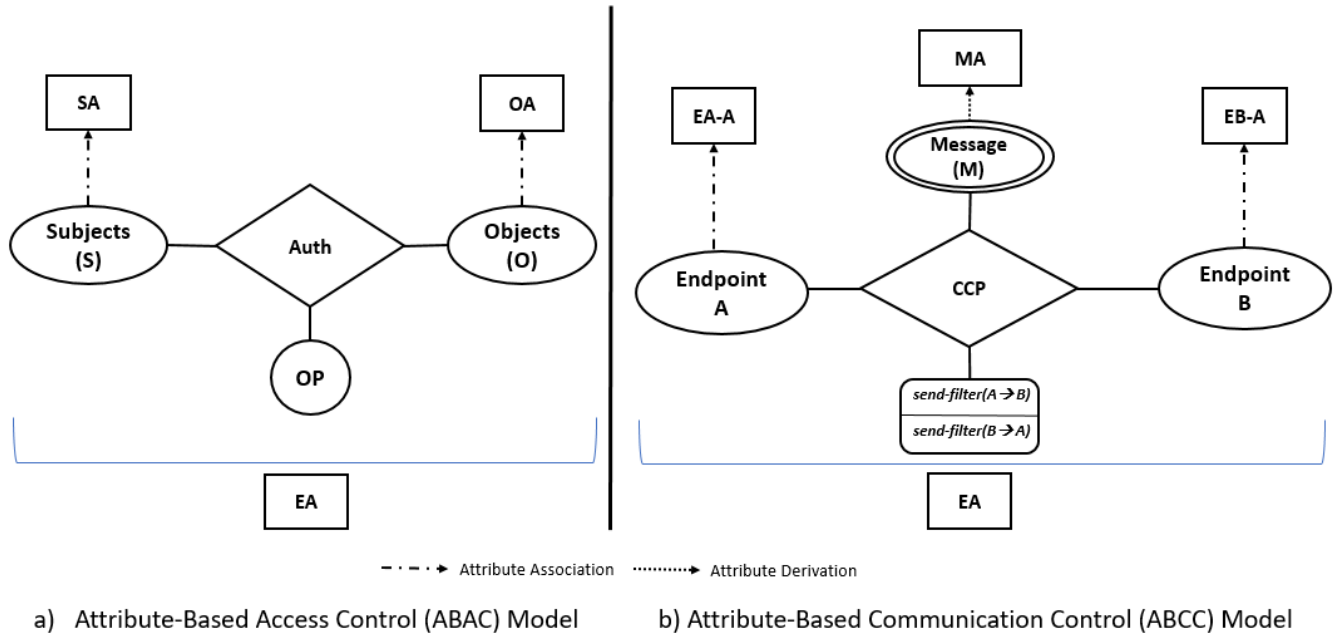 SA
OA
Subjects
(S)
Auth
Objects
(O)
OP
EA
MA
EA-A
EB-A
Message
(M)
Endpoint
A
CCP
Endpoint
B
send-filter(A→B)
send-filter(B→A)
EA
Attribute Association
Attribute Derivation
a) Attribute-Based Access Control (ABAC) Model
b) Attribute-Based Communication Control (ABCC) Model